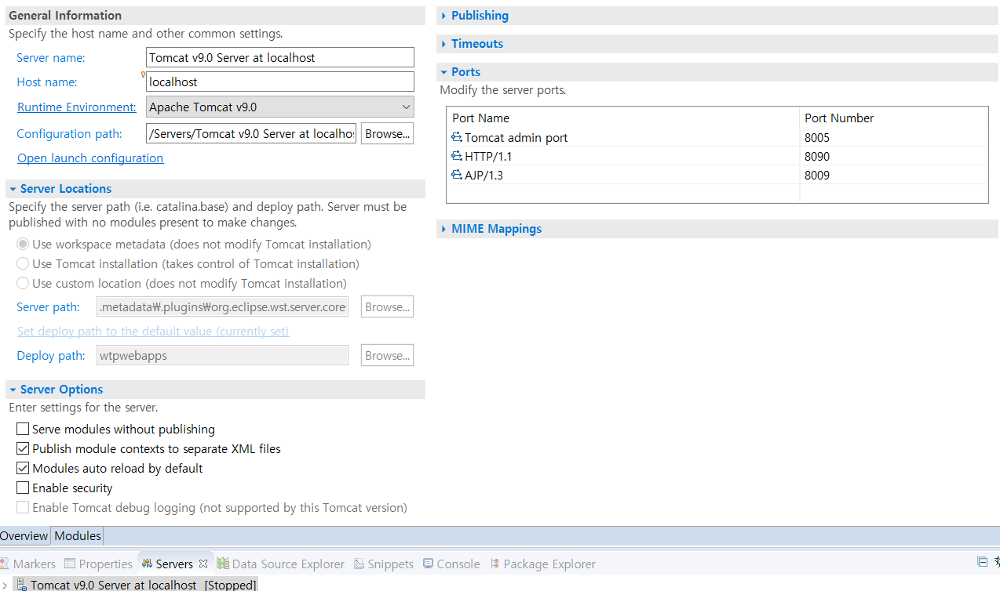 General Information
Specify the host name and other common settings.
Server name:
Tomcat v9.0 Server at localhost
Host name:
localhost
Runtime Environment:
Apache Tomcat v9.0
Configuration path:
/Servers/Tomcat v9.0 Server at localho
Browse...
Open launch configuration
Server Locations
Specify the server path (i.e. catalina.base) and deploy path. Server must be
published with no modules present to make changes.
Use workspace metadata (does not modify Tomcat installation)
Use Tomcat installation (takes control of Tomcat installation)
Use custom location (does not modify Tomcat installation)
Server path:
.metadata₩.plugins₩org.eclipse.wst.server.core
Browse...
Set deploy path to the default value (currently set)
Deploy path:
wtpwebapps
Browse...
Server Options
Enter settings for the server.
Serve modules without publishing
Publish module contexts to separate XML files
Modules auto reload by default
Enable security
Enable Tomcat debug logging (not supported by this Tomcat version)
Publishing
Timeouts
Ports
Modify the server ports.
Port Name Port Number
Tomcat admin port 8005
HTTP/1.1 8090
AJP/1.3 8009
MIME Mappings
Overview Modules
Markers Properties Servers Data Source Explorer Snippets Console Package Explorer
Tomcat v9.0 Server at localhost [Stopped]